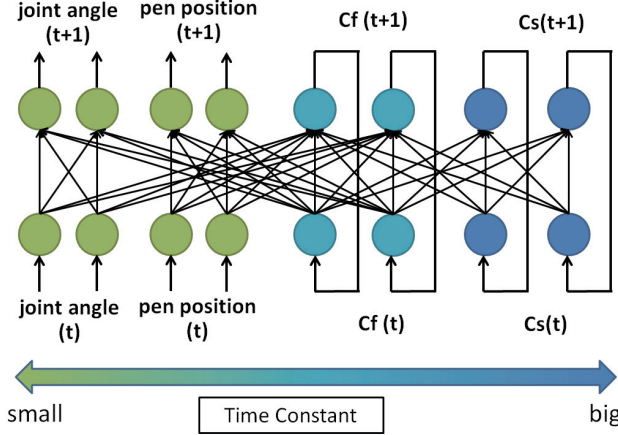 joint angle
(t+1)
pen position
(t+1)
Cf (t+1)
Cs(t+1)
joint angle
(t)
pen position
(t)
Cf (t)
Cs(t)
small
Time Constant
big